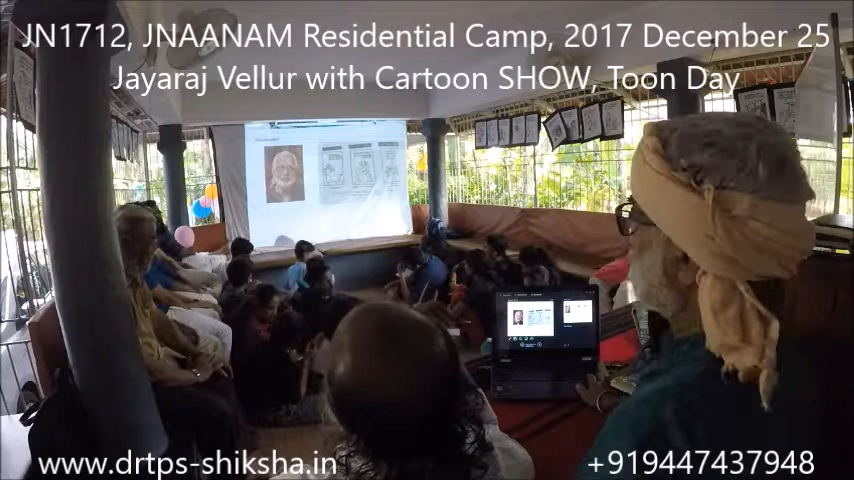 JN1712, JNAANAM Residential Camp, 2017 December 25
Jayaraj Vellur with Cartoon SHOW, Toon Day
www.drtps-shiksha.in
+919447437948